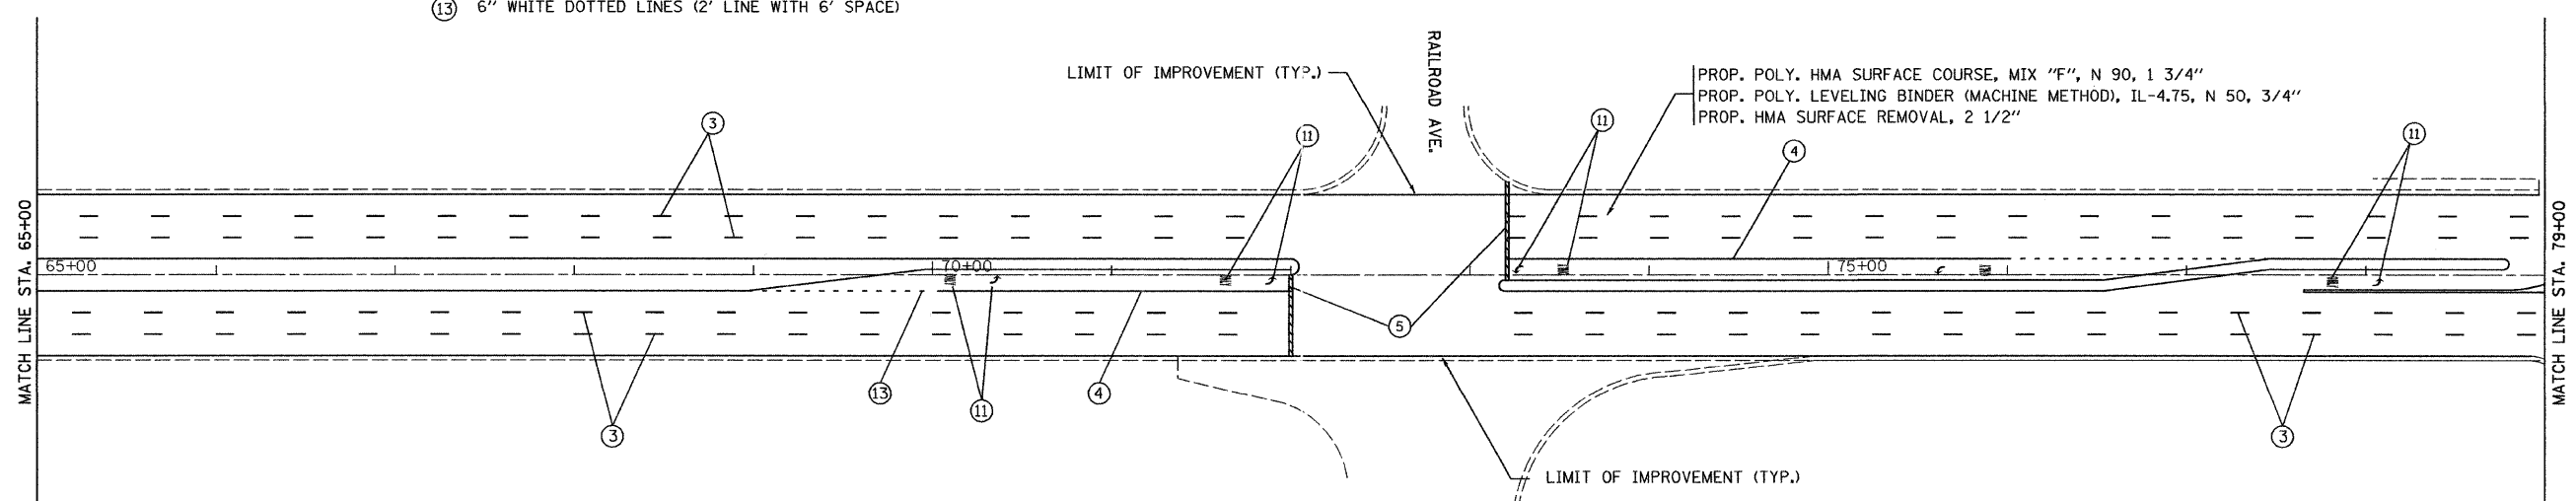 13 6" WHITE DOTTED LINES (2' LINE WITH 6' SPACE)
LIMIT OF IMPROVEMENT (TYP.)
RAILROAD AVE.
PROP. POLY. HMA SURFACE COURSE, MIX "F", N 90, 1 3/4"
PROP. POLY. LEVELING BINDER (MACHINE METHOD), IL-4.75, N 50, 3/4"
PROP. HMA SURFACE REMOVAL, 2 1/2"
3
11
11
4
11
MATCH LINE STA. 65+00
65+00
70+00
75+00
MATCH LINE STA. 79+00
5
13
11
4
3
3
LIMIT OF IMPROVEMENT (TYP.)